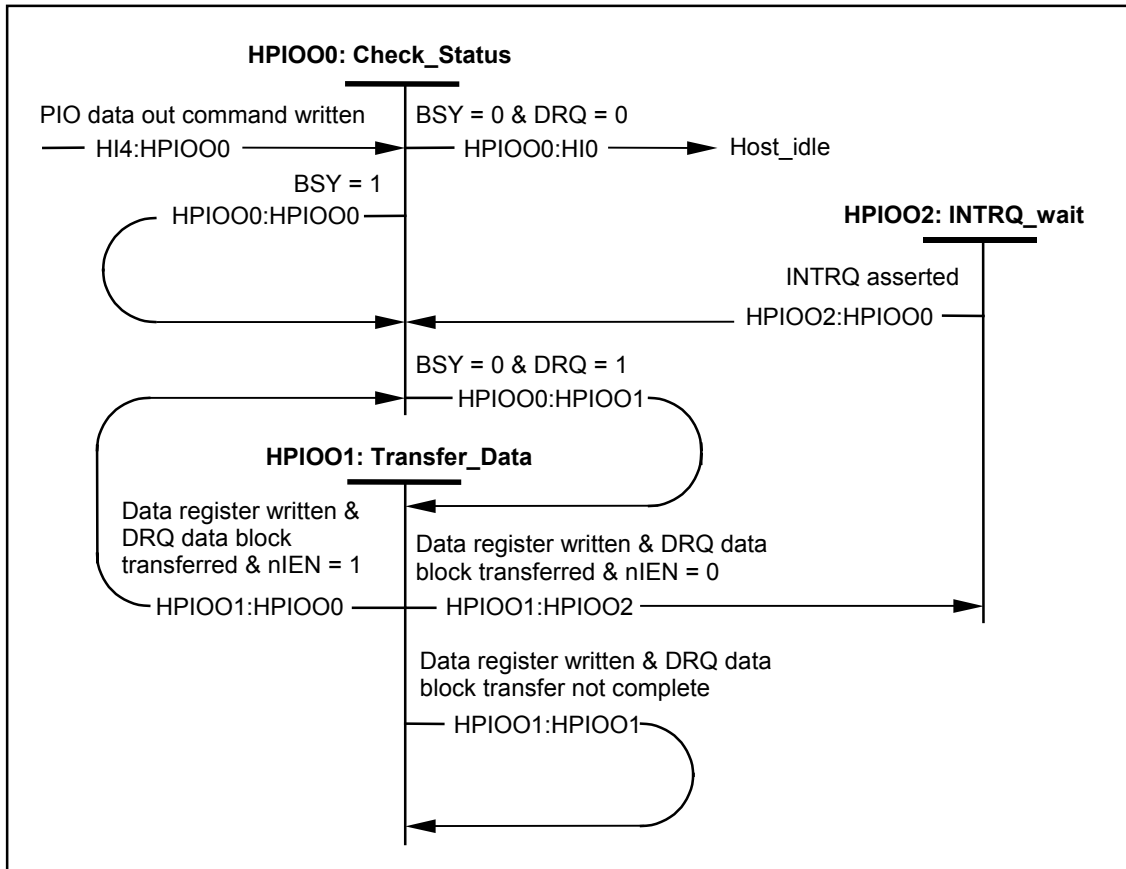 HPIOO0: Check_Status
PIO data out command written
BSY = 0 & DRQ = 0
HI4:HPIOO0
HPIOO0:HI0
Host_idle
BSY = 1
HPIOO0:HPIOO0
HPIOO2: INTRQ_wait
INTRQ asserted
HPIOO2:HPIOO0
BSY = 0 & DRQ = 1
HPIOO0:HPIOO1
HPIOO1: Transfer_Data
Data register written &
DRQ data block
transferred & nIEN = 1
Data register written & DRQ data
block transferred & nIEN = 0
HPIOO1:HPIOO0
HPIOO1:HPIOO2
Data register written & DRQ data
block transfer not complete
HPIOO1:HPIOO1